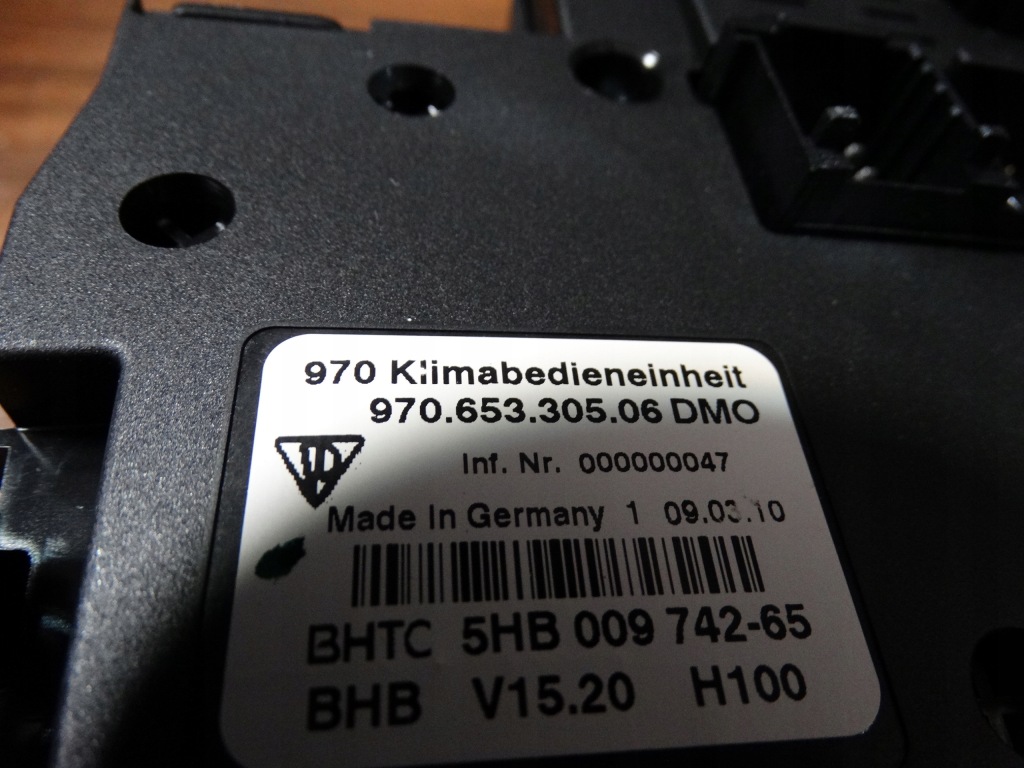 970 Klimabedieneinheit
970.653.305.06 DMO
Inf. Nr. 000000047
Made In Germany 1 09.03.10
BHTC 5HB 009 742-65
BHB V15.20 H100